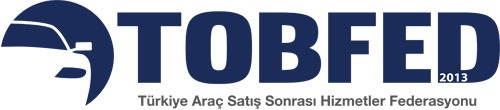 TOBFED
2013
Türkiye Araç Satış Sonrası Hizmetler Federasyonu